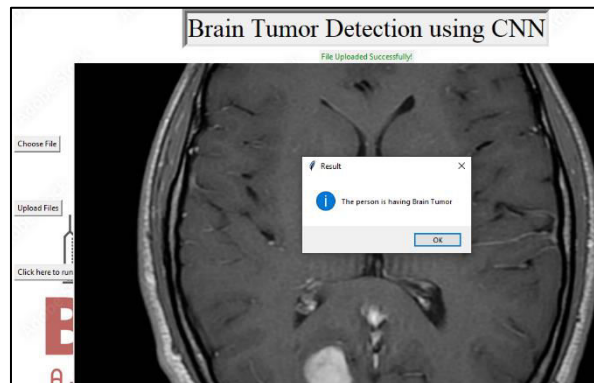 Brain Tumor Detection using CNN
File Uploaded Successfully!
Choose File
Result
The person is having Brain Tumor
Upload Files
OK
Click here to run
B